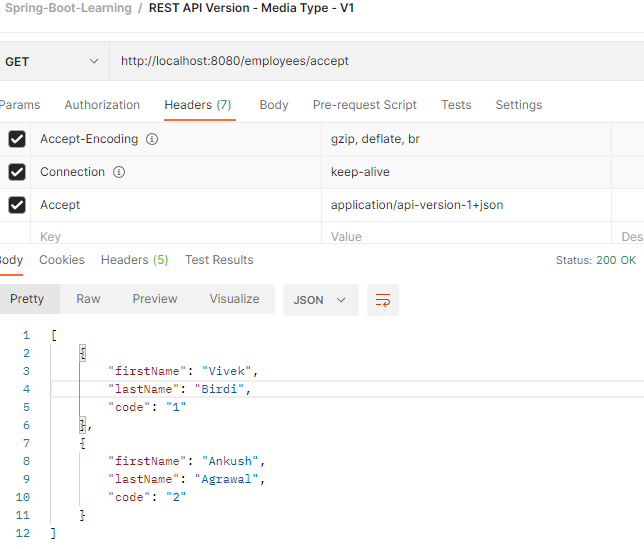 Spring-Boot-Learning / REST API Version - Media Type - V1
GET http://localhost:8080/employees/accept
Params Authorization Headers (7) Body Pre-request Script Tests Settings
Accept-Encoding gzip, deflate, br
Connection keep-alive
Accept application/api-version-1+json
Key Value Des
Body Cookies Headers (5) Test Results Status: 200 OK
Pretty Raw Preview Visualize JSON
1 [
2 {
3 "firstName": "Vivek",
4 "lastName": "Birdi",
5 "code": "1"
6 },
7 {
8 "firstName": "Ankush",
9 "lastName": "Agrawal",
10 "code": "2"
11 }
12 ]